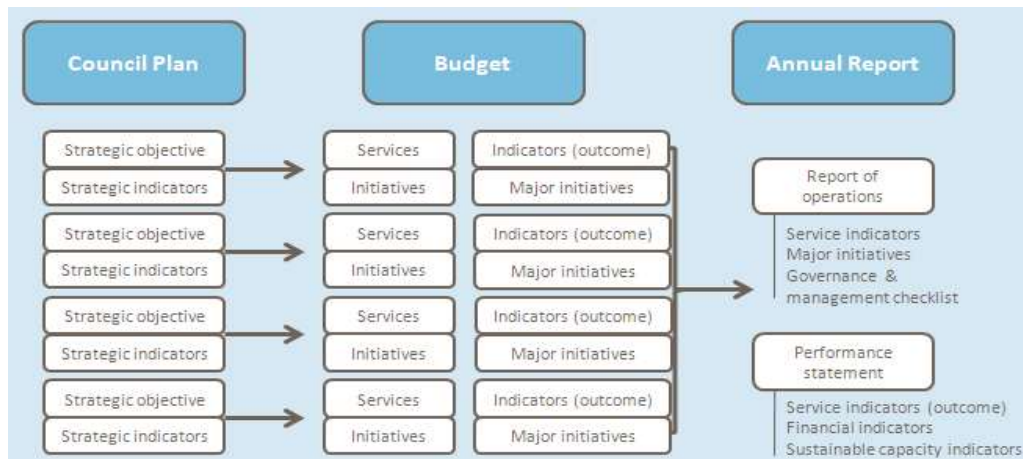 Council Plan
Budget
Annual Report
Strategic objective
Strategic indicators
Services
Initiatives
Indicators (outcome)
Major initiatives
Strategic objective
Strategic indicators
Services
Initiatives
Indicators (outcome)
Major initiatives
Strategic objective
Strategic indicators
Services
Initiatives
Indicators (outcome)
Major initiatives
Strategic objective
Strategic indicators
Services
Initiatives
Indicators (outcome)
Major initiatives
Report of
operations
Service indicators
Major initiatives
Governance &
management checklist
Performance
statement
Service indicators (outcome)
Financial indicators
Sustainable capacity indicators